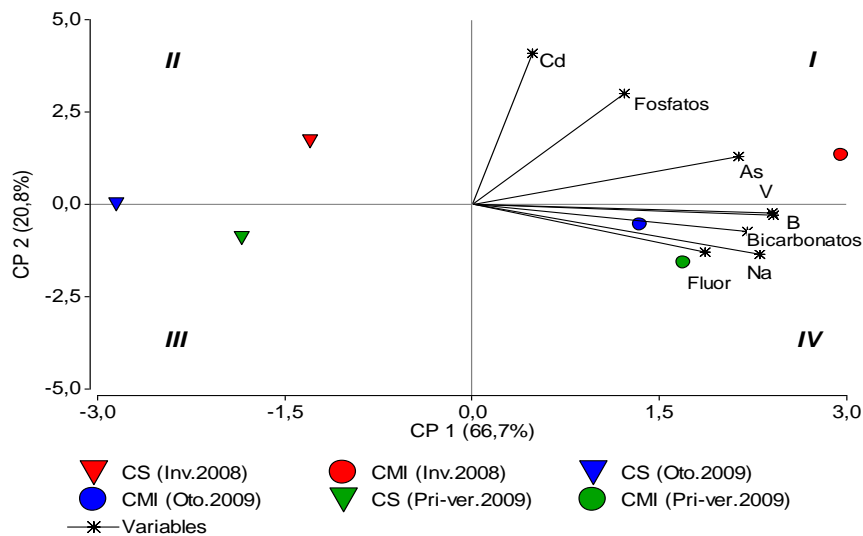 5,0
II
I
Cd
2,5
Fosfatos
As
V
0,0
B
Bicarbonatos
Na
Fluor
-2,5
III
IV
-5,0
CP 2 (20,8%)
-3,0 -1,5 0,0 1,5 3,0
CP 1 (66,7%)
CS (Inv.2008) CMI (Inv.2008) CS (Oto.2009)
CMI (Oto.2009) CS (Pri-ver.2009) CMI (Pri-ver.2009)
Variables